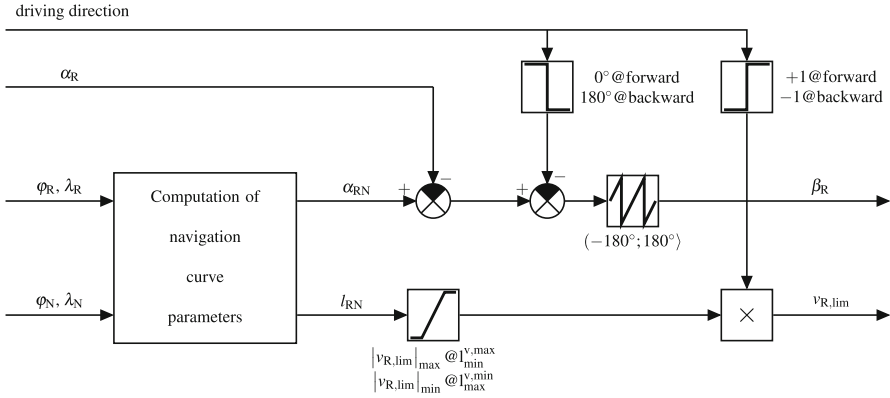 driving direction
α_R
0°@forward
180°@backward
+1@forward
−1@backward
−
−
φ_R, λ_R
Computation of
navigation
curve
parameters
α_RN
+
+
β_R
(−180°;180°⟩
φ_N, λ_N
l_RN
×
v_R,lim
|v_R,lim|_max @l_min^v,max
|v_R,lim|_min @l_max^v,min